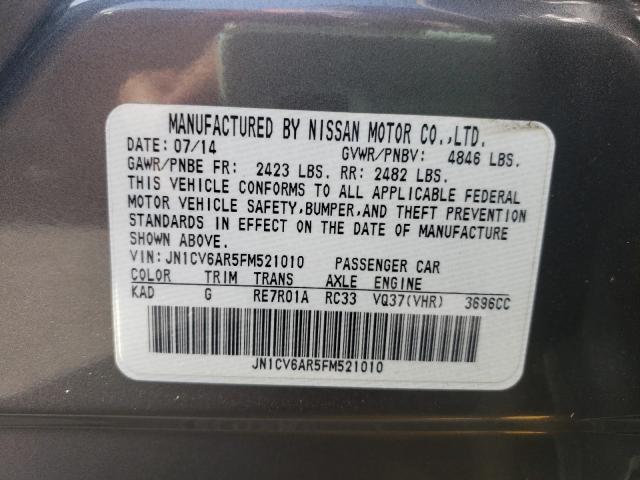 MANUFACTURED BY NISSAN MOTOR CO.,LTD.
DATE: 07/14 GVWR/PNBV: 4846 LBS.
GAWR/PNBE FR: 2423 LBS. RR: 2482 LBS.
THIS VEHICLE CONFORMS TO ALL APPLICABLE FEDERAL
MOTOR VEHICLE SAFETY,BUMPER,AND THEFT PREVENTION
STANDARDS IN EFFECT ON THE DATE OF MANUFACTURE
SHOWN ABOVE.
VIN: JN1CV6AR5FM521010 PASSENGER CAR
COLOR TRIM TRANS AXLE ENGINE
KAD G RE7R01A RC33 VQ37(VHR) 3696CC
JN1CV6AR5FM521010